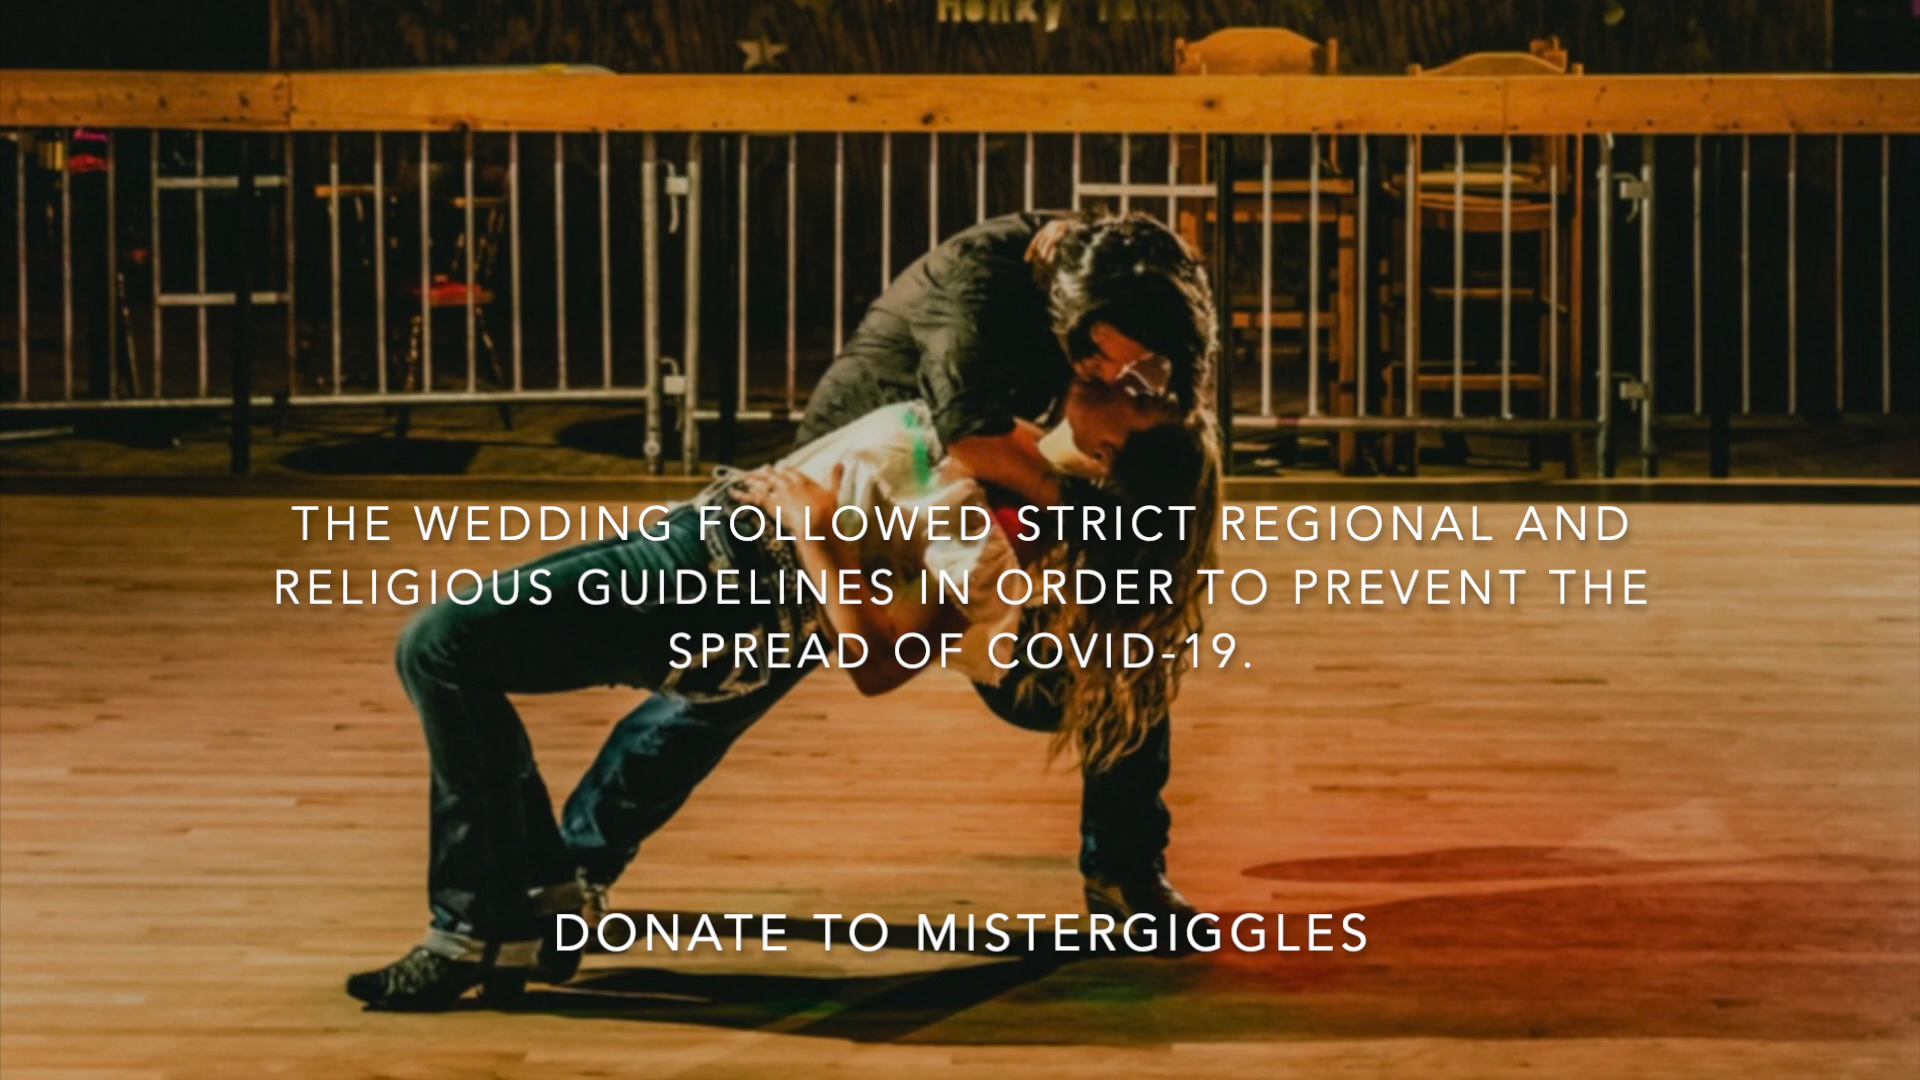 Honky
THE WEDDING FOLLOWED STRICT REGIONAL AND
RELIGIOUS GUIDELINES IN ORDER TO PREVENT THE
SPREAD OF COVID-19.
DONATE TO MISTERGIGGLES